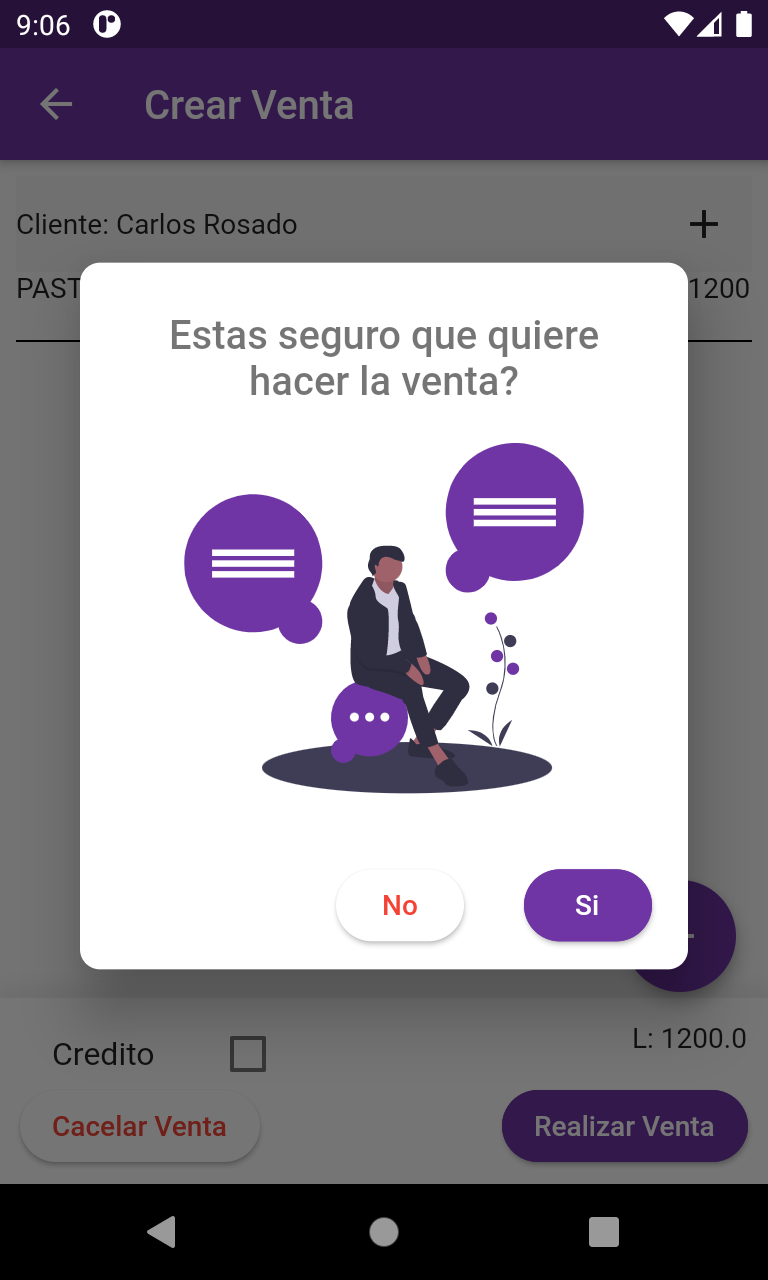 9:06
Crear Venta
Cliente: Carlos Rosado
PAST 1200
Estas seguro que quiere
hacer la venta?
No Si
L: 1200.0
Credito
Cacelar Venta Realizar Venta